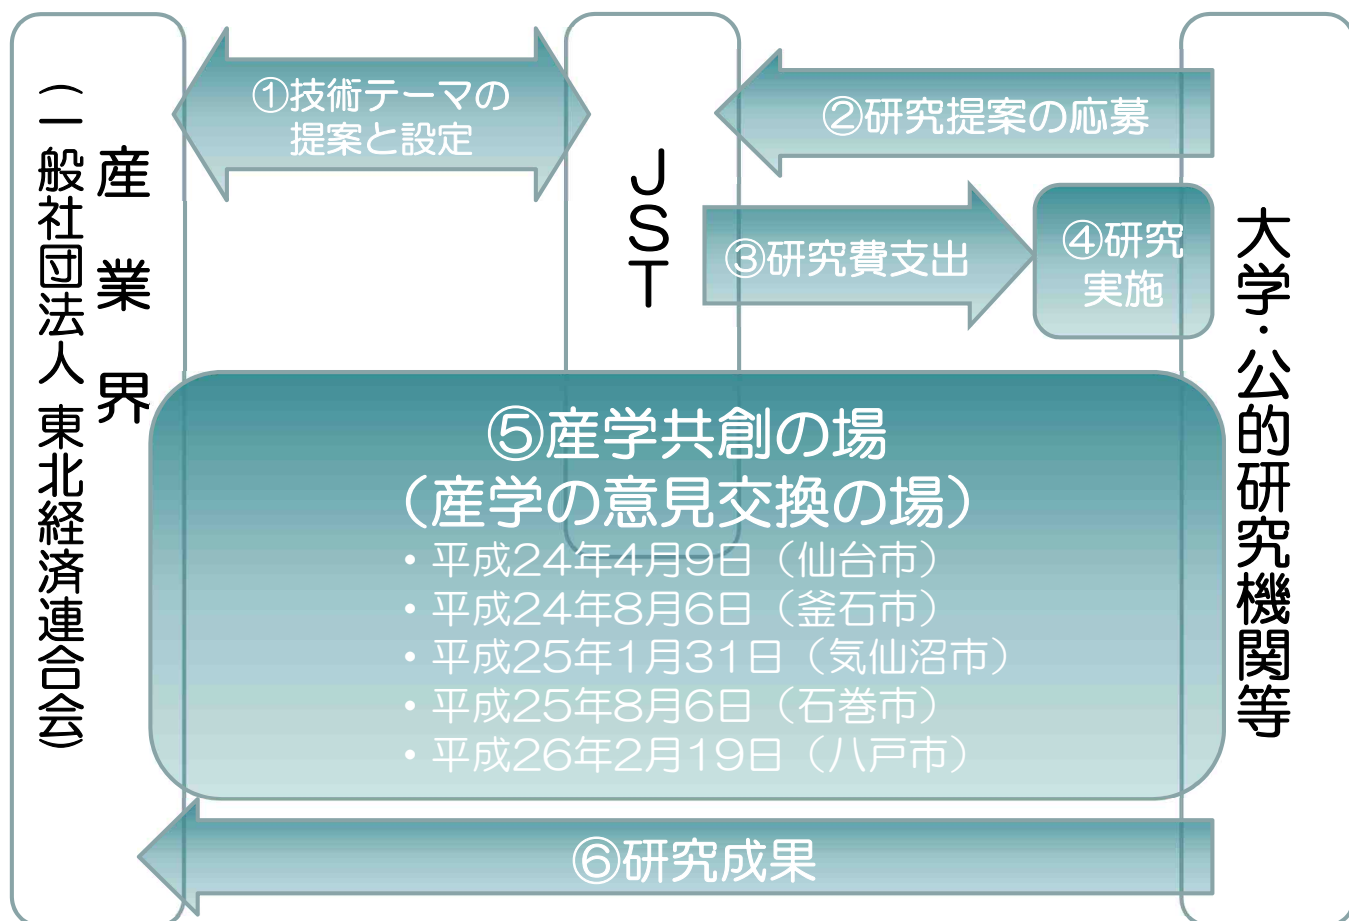 産業界
(一般社団法人 東北経済連合会)
①技術テーマの
提案と設定
JST
②研究提案の応募
③研究費支出
④研究
実施
大学・公的研究機関等
⑤産学共創の場
(産学の意見交換の場)
・平成24年4月9日(仙台市)
・平成24年8月6日(釜石市)
・平成25年1月31日(気仙沼市)
・平成25年8月6日(石巻市)
・平成26年2月19日(八戸市)
⑥研究成果